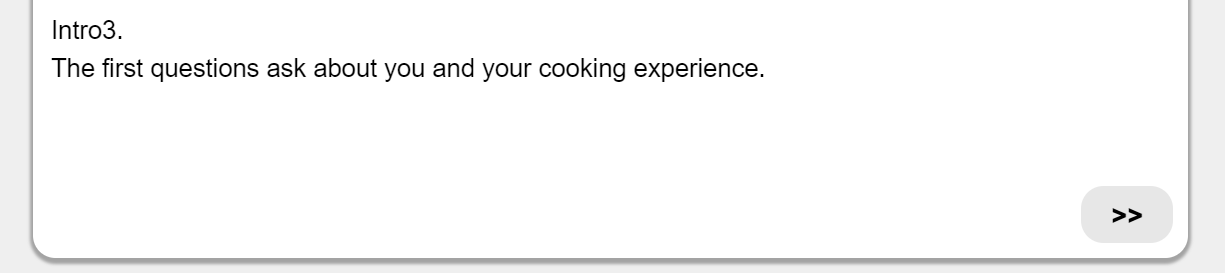 Intro3.
The first questions ask about you and your cooking experience.
>>